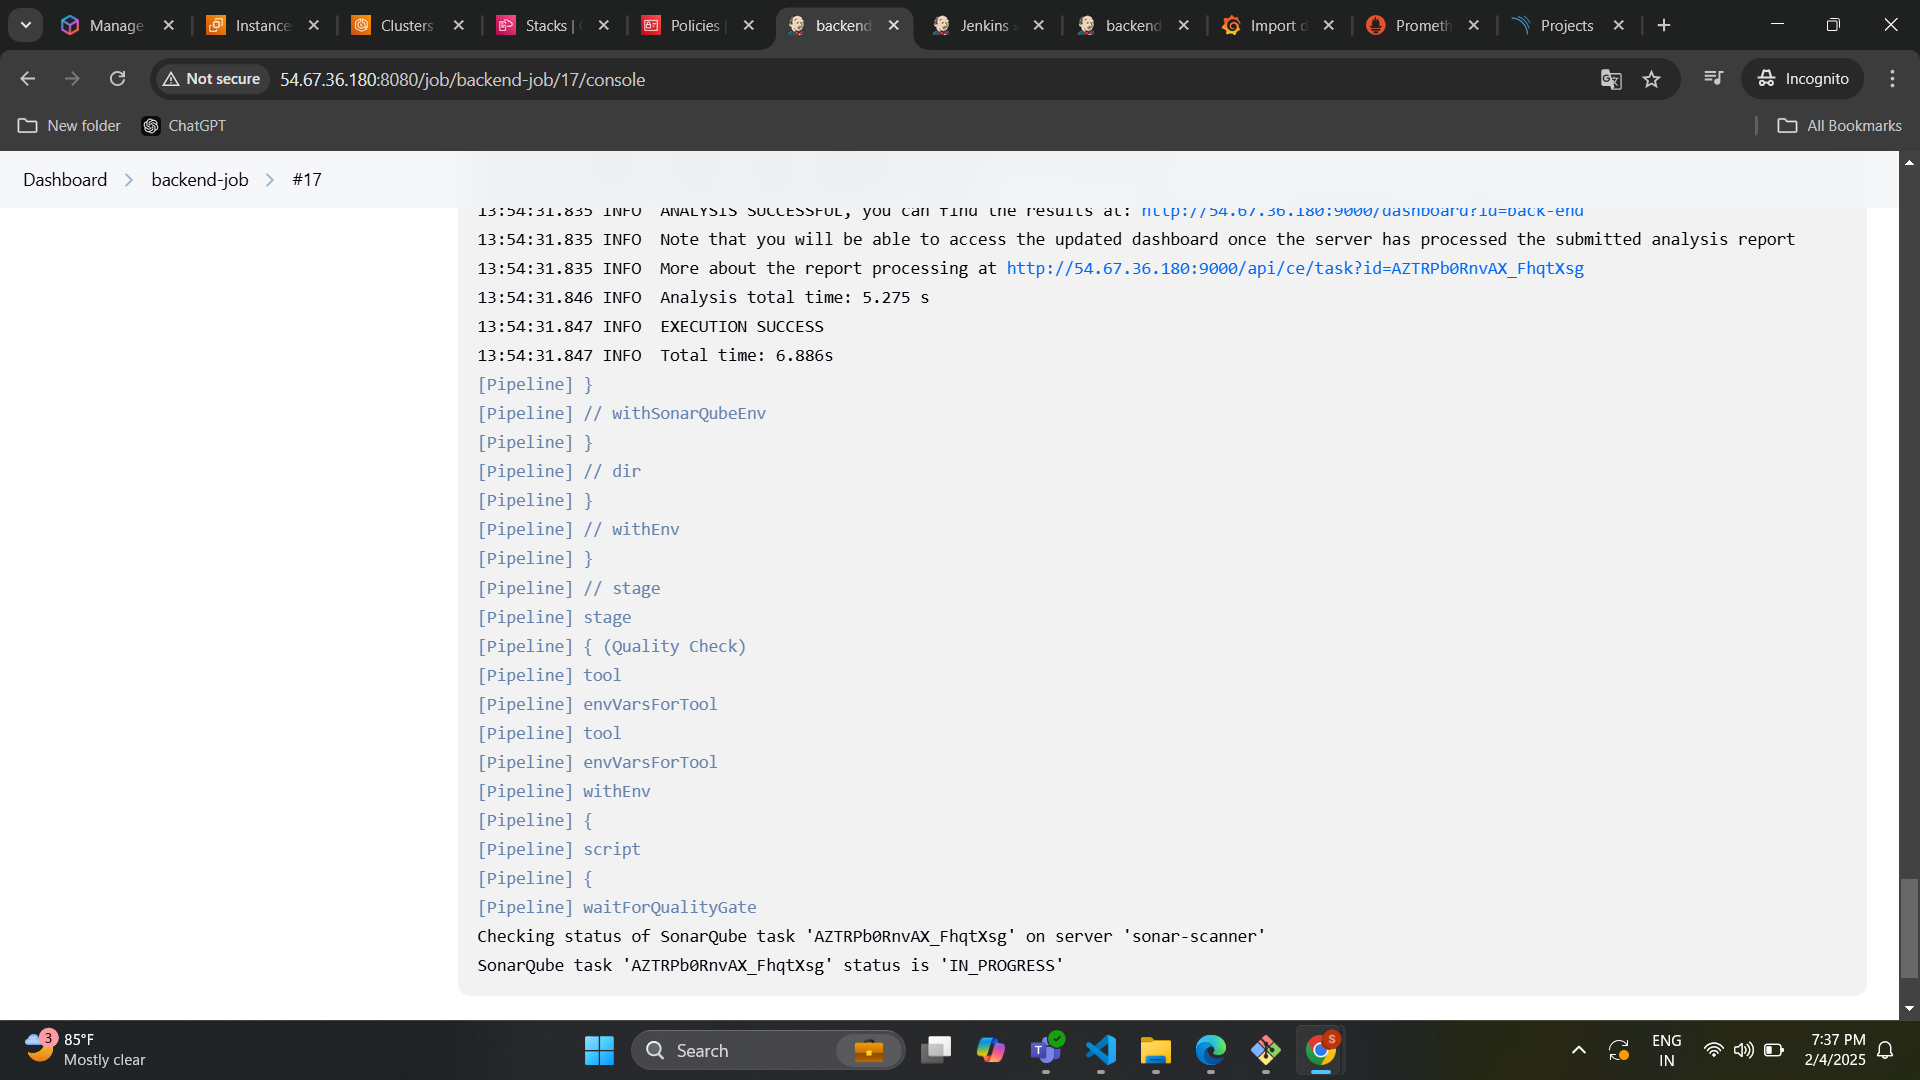 Manage
Instance
Clusters
Stacks | C
Policies |
backend
Jenkins
backend
Import d
Prometh
Projects
Not secure
54.67.36.180:8080/job/backend-job/17/console
Incognito
New folder
ChatGPT
All Bookmarks
Dashboard
backend-job
#17
13:54:31.835 INFO  ANALYSIS SUCCESSFUL, you can find the results at: http://54.67.36.180:9000/dashboard?id=back-end
13:54:31.835 INFO  Note that you will be able to access the updated dashboard once the server has processed the submitted analysis report
13:54:31.835 INFO  More about the report processing at http://54.67.36.180:9000/api/ce/task?id=AZTRPb0RnvAX_FhqtXsg
13:54:31.846 INFO  Analysis total time: 5.275 s
13:54:31.847 INFO  EXECUTION SUCCESS
13:54:31.847 INFO  Total time: 6.886s
[Pipeline] }
[Pipeline] // withSonarQubeEnv
[Pipeline] }
[Pipeline] // dir
[Pipeline] }
[Pipeline] // withEnv
[Pipeline] }
[Pipeline] // stage
[Pipeline] stage
[Pipeline] { (Quality Check)
[Pipeline] tool
[Pipeline] envVarsForTool
[Pipeline] tool
[Pipeline] envVarsForTool
[Pipeline] withEnv
[Pipeline] {
[Pipeline] script
[Pipeline] {
[Pipeline] waitForQualityGate
Checking status of SonarQube task 'AZTRPb0RnvAX_FhqtXsg' on server 'sonar-scanner'
SonarQube task 'AZTRPb0RnvAX_FhqtXsg' status is 'IN_PROGRESS'
3
85°F
Mostly clear
Search
S
ENG
IN
7:37 PM
2/4/2025